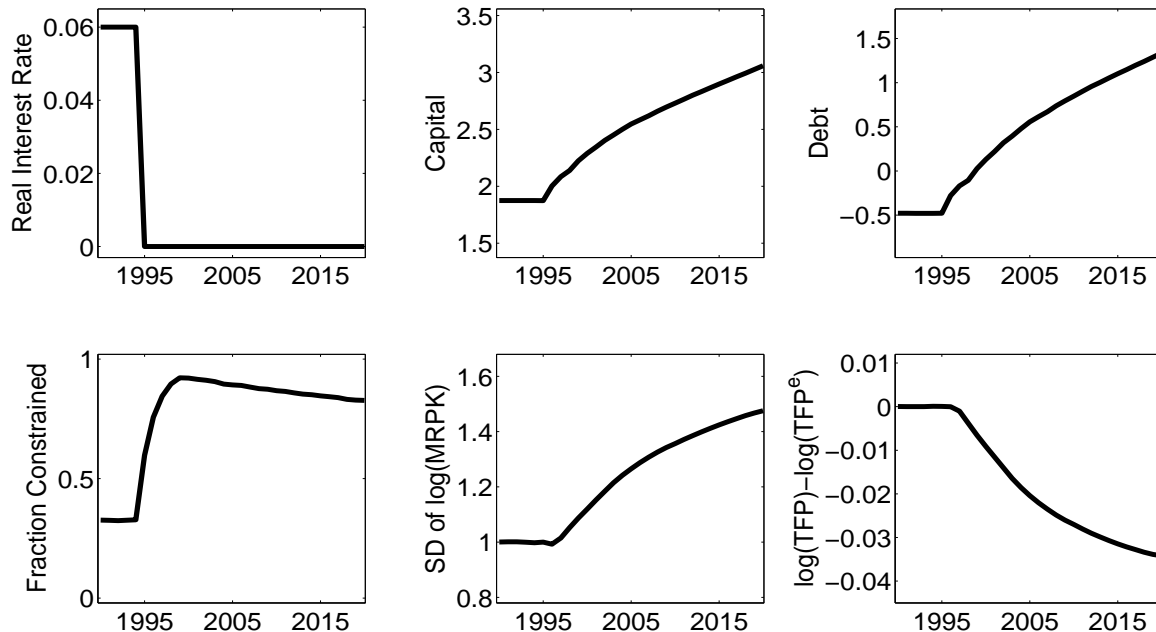 Real Interest Rate
0.06
0.04
0.02
0
1995 2005 2015
Capital
3.5
3
2.5
2
1.5
1995 2005 2015
Debt
1.5
1
0.5
0
−0.5
1995 2005 2015
Fraction Constrained
1
0.5
0
1995 2005 2015
SD of log(MRPK)
1.6
1.4
1.2
1
0.8
1995 2005 2015
log(TFP)−log(TFPᵉ)
0.01
0
−0.01
−0.02
−0.03
−0.04
1995 2005 2015